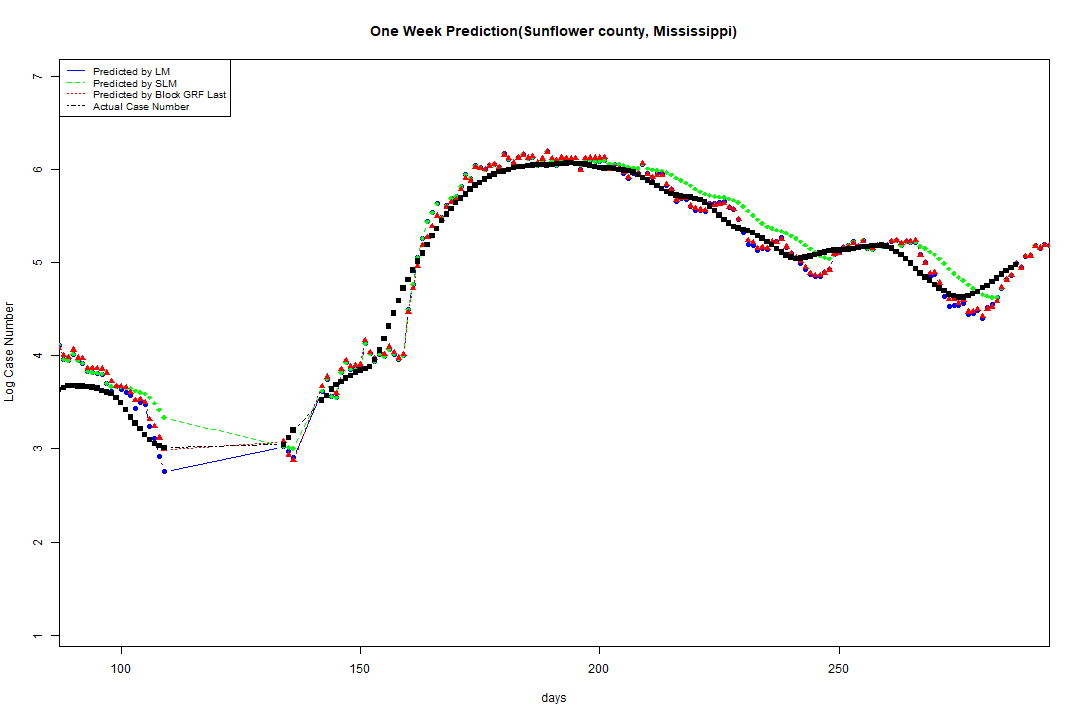 One Week Prediction(Sunflower county, Mississippi)
Predicted by LM
Predicted by SLM
Predicted by Block GRF Last
Actual Case Number
7
6
5
4
3
2
1
Log Case Number
100 150 200 250
days